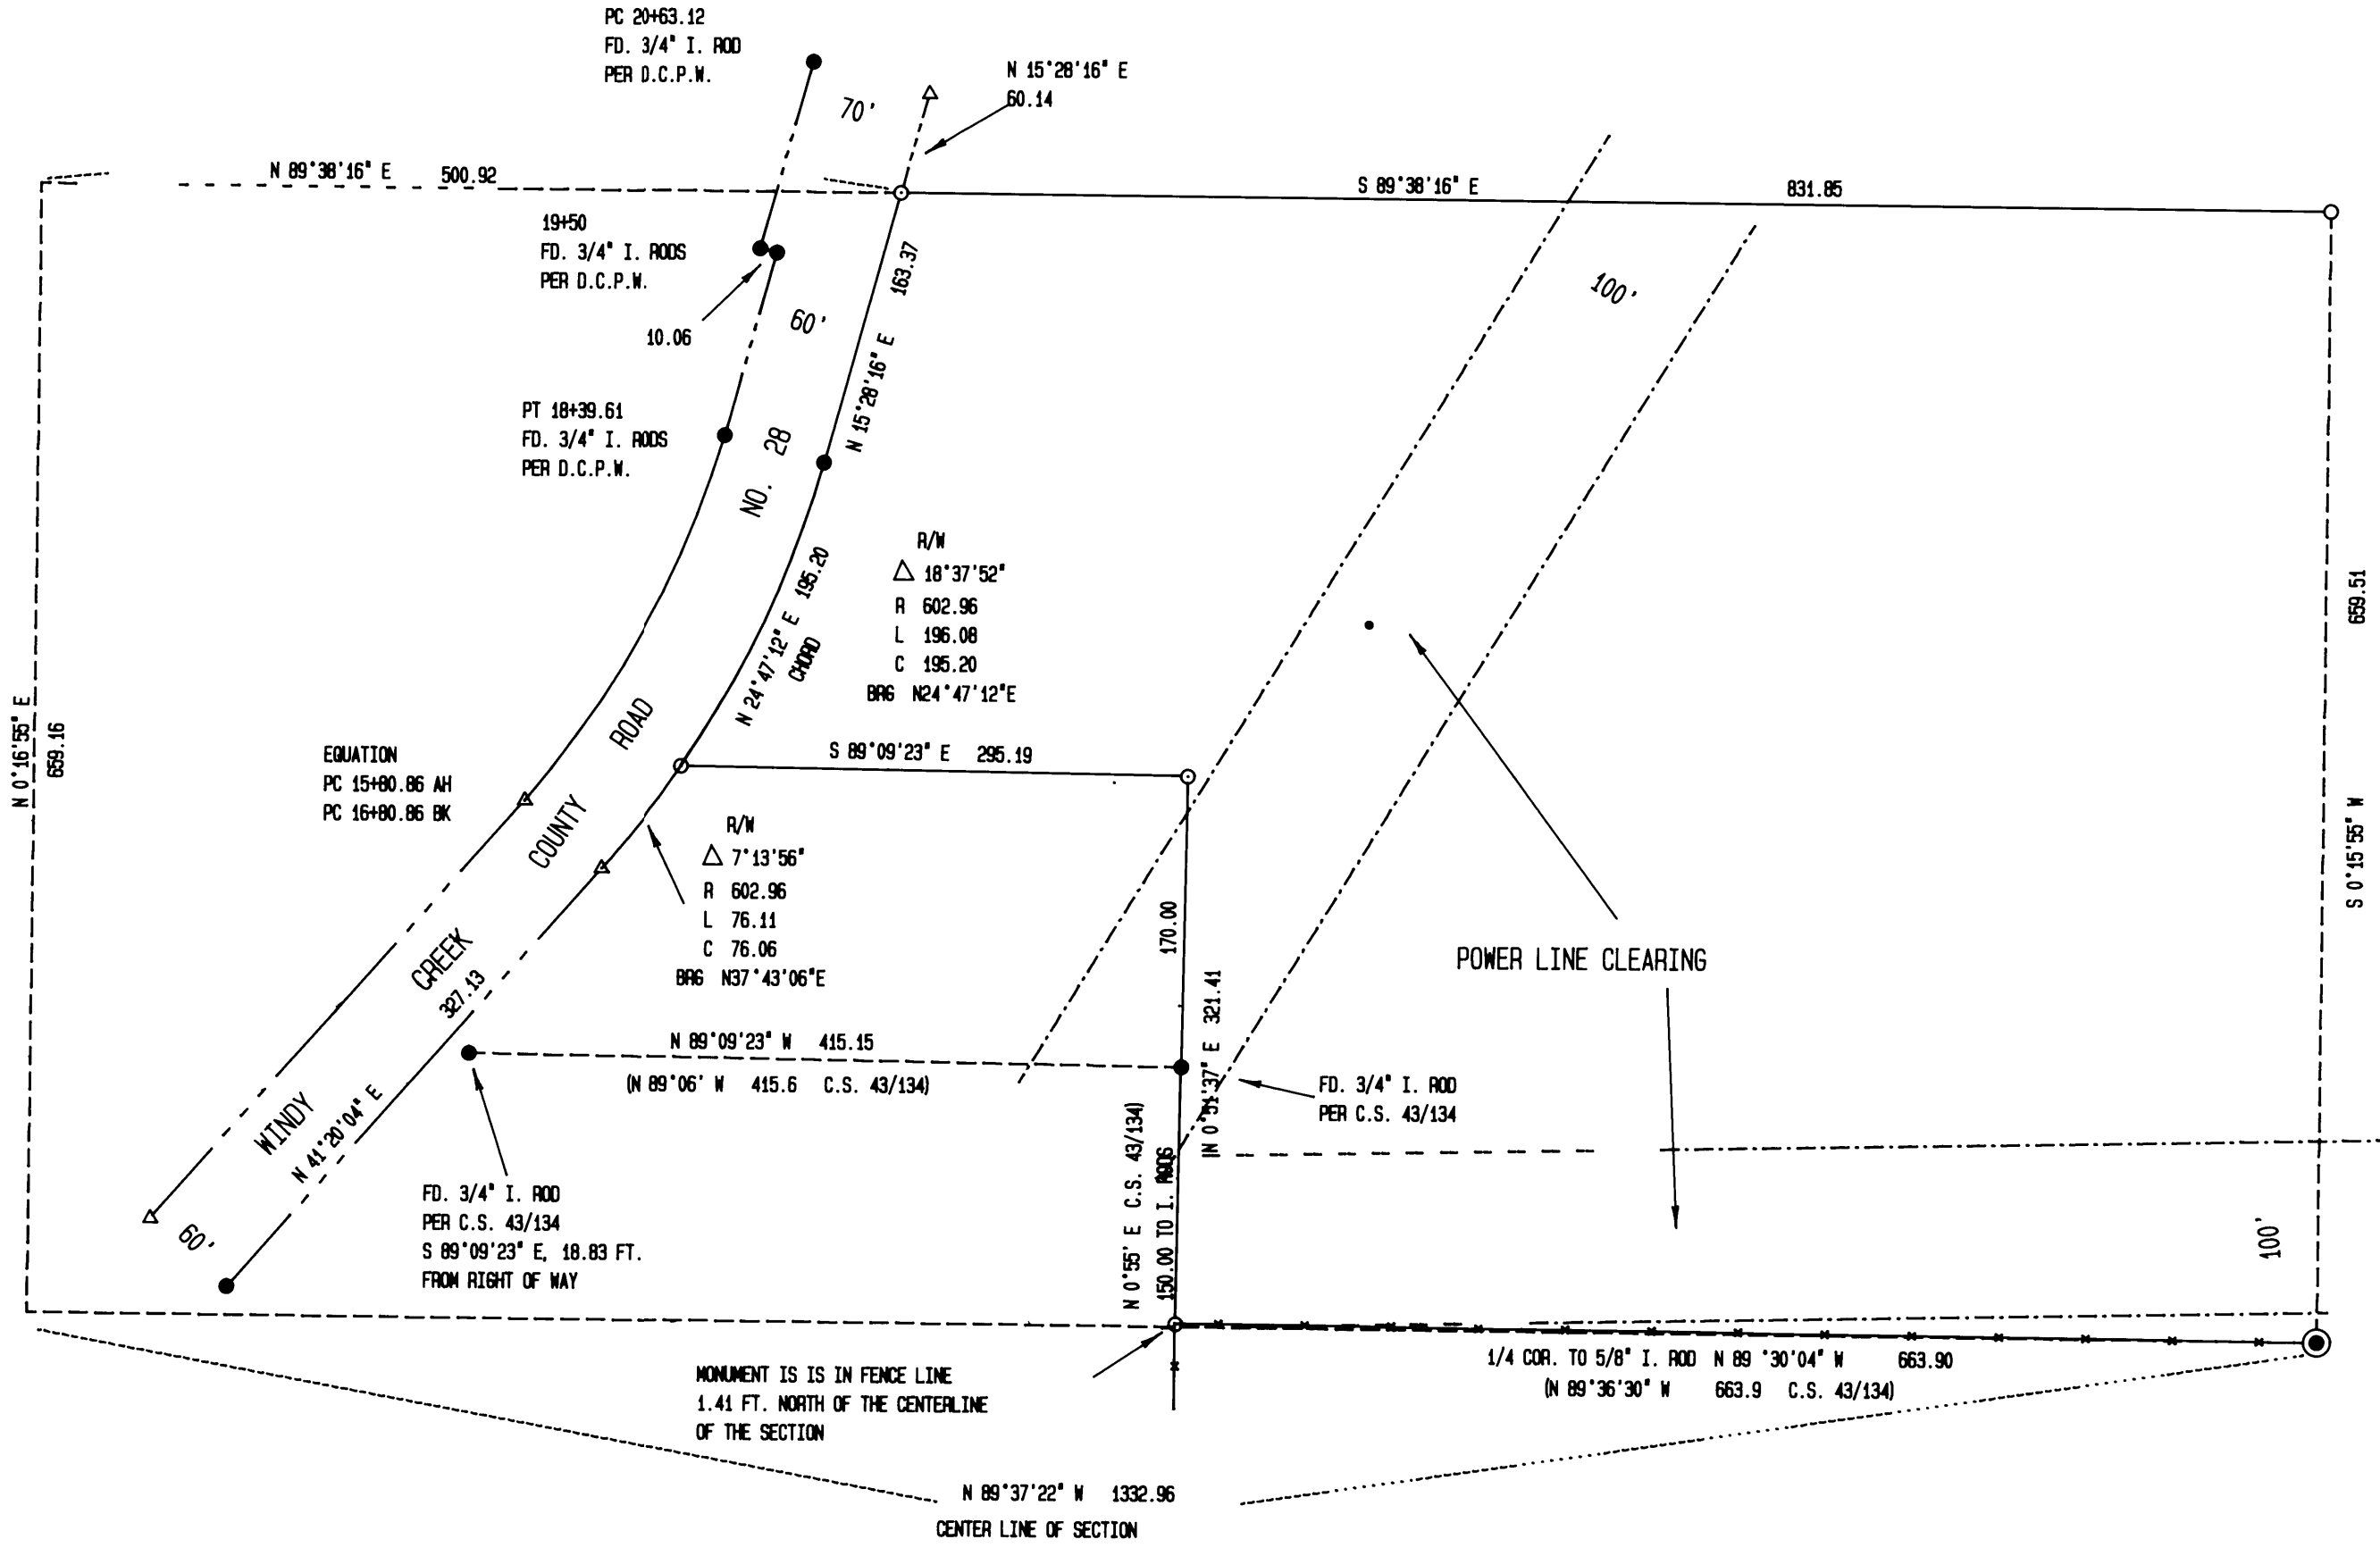 PC 20+63.12
FD. 3/4" I. ROD
PER D.C.P.W.
70'
N 15°28'16" E
60.14
N 89°38'16" E 500.92
S 89°38'16" E 831.85
19+50
FD. 3/4" I. RODS
PER D.C.P.W.
10.06
60'
163.37
N 15°28'16" E
100'
PT 18+39.61
FD. 3/4" I. RODS
PER D.C.P.W.
NO. 28
R/W
△ 18°37'52"
R 602.96
L 196.08
C 195.20
BRG N24°47'12"E
N 24°47'12" E 195.20
CHORD
659.51
S 0°15'55" W
N 0°16'55" E
659.16
EQUATION
PC 15+80.86 AH
PC 16+80.86 BK
S 89°09'23" E 295.19
WINDY CREEK COUNTY ROAD
R/W
△ 7°13'56"
R 602.96
L 76.11
C 76.06
BRG N37°43'06"E
170.00
POWER LINE CLEARING
327.13
N 41°20'04" E
N 89°09'23" W 415.15
(N 89°06' W 415.6 C.S. 43/134)
IN 0°51'37" E 321.41
FD. 3/4" I. ROD
PER C.S. 43/134
N 0°55' E C.S. 43/134)
150.00 TO I. RODS
60'
FD. 3/4" I. ROD
PER C.S. 43/134
S 89°09'23" E, 18.83 FT.
FROM RIGHT OF WAY
100'
MONUMENT IS IS IN FENCE LINE
1.41 FT. NORTH OF THE CENTERLINE
OF THE SECTION
1/4 COR. TO 5/8" I. ROD N 89°30'04" W 663.90
(N 89°36'30" W 663.9 C.S. 43/134)
N 89°37'22" W 1332.96
CENTER LINE OF SECTION